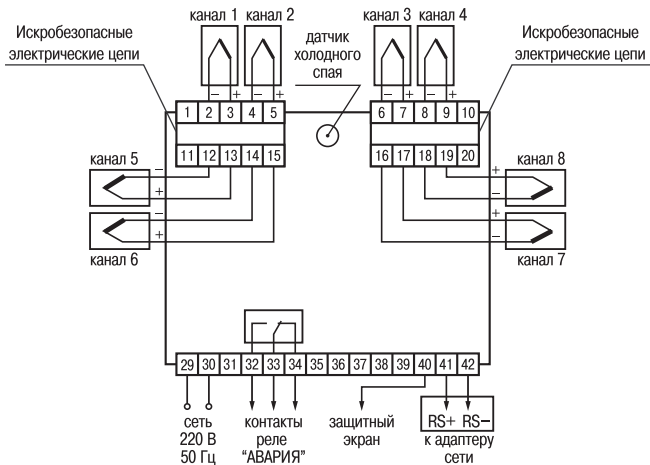 канал 1 канал 2
датчик
холодного
спая
канал 3 канал 4
Искробезопасные
электрические цепи
Искробезопасные
электрические цепи
– + – +
– + – +
1 2 3 4 5
6 7 8 9 10
11 12 13 14 15
16 17 18 19 20
канал 5
–
+
–
+
канал 6
канал 8
+
–
+
–
канал 7
29 30 31 32 33 34 35 36 37 38 39 40 41 42
сеть
220 В
50 Гц
контакты
реле
“АВАРИЯ”
защитный
экран
RS+ RS–
к адаптеру
сети